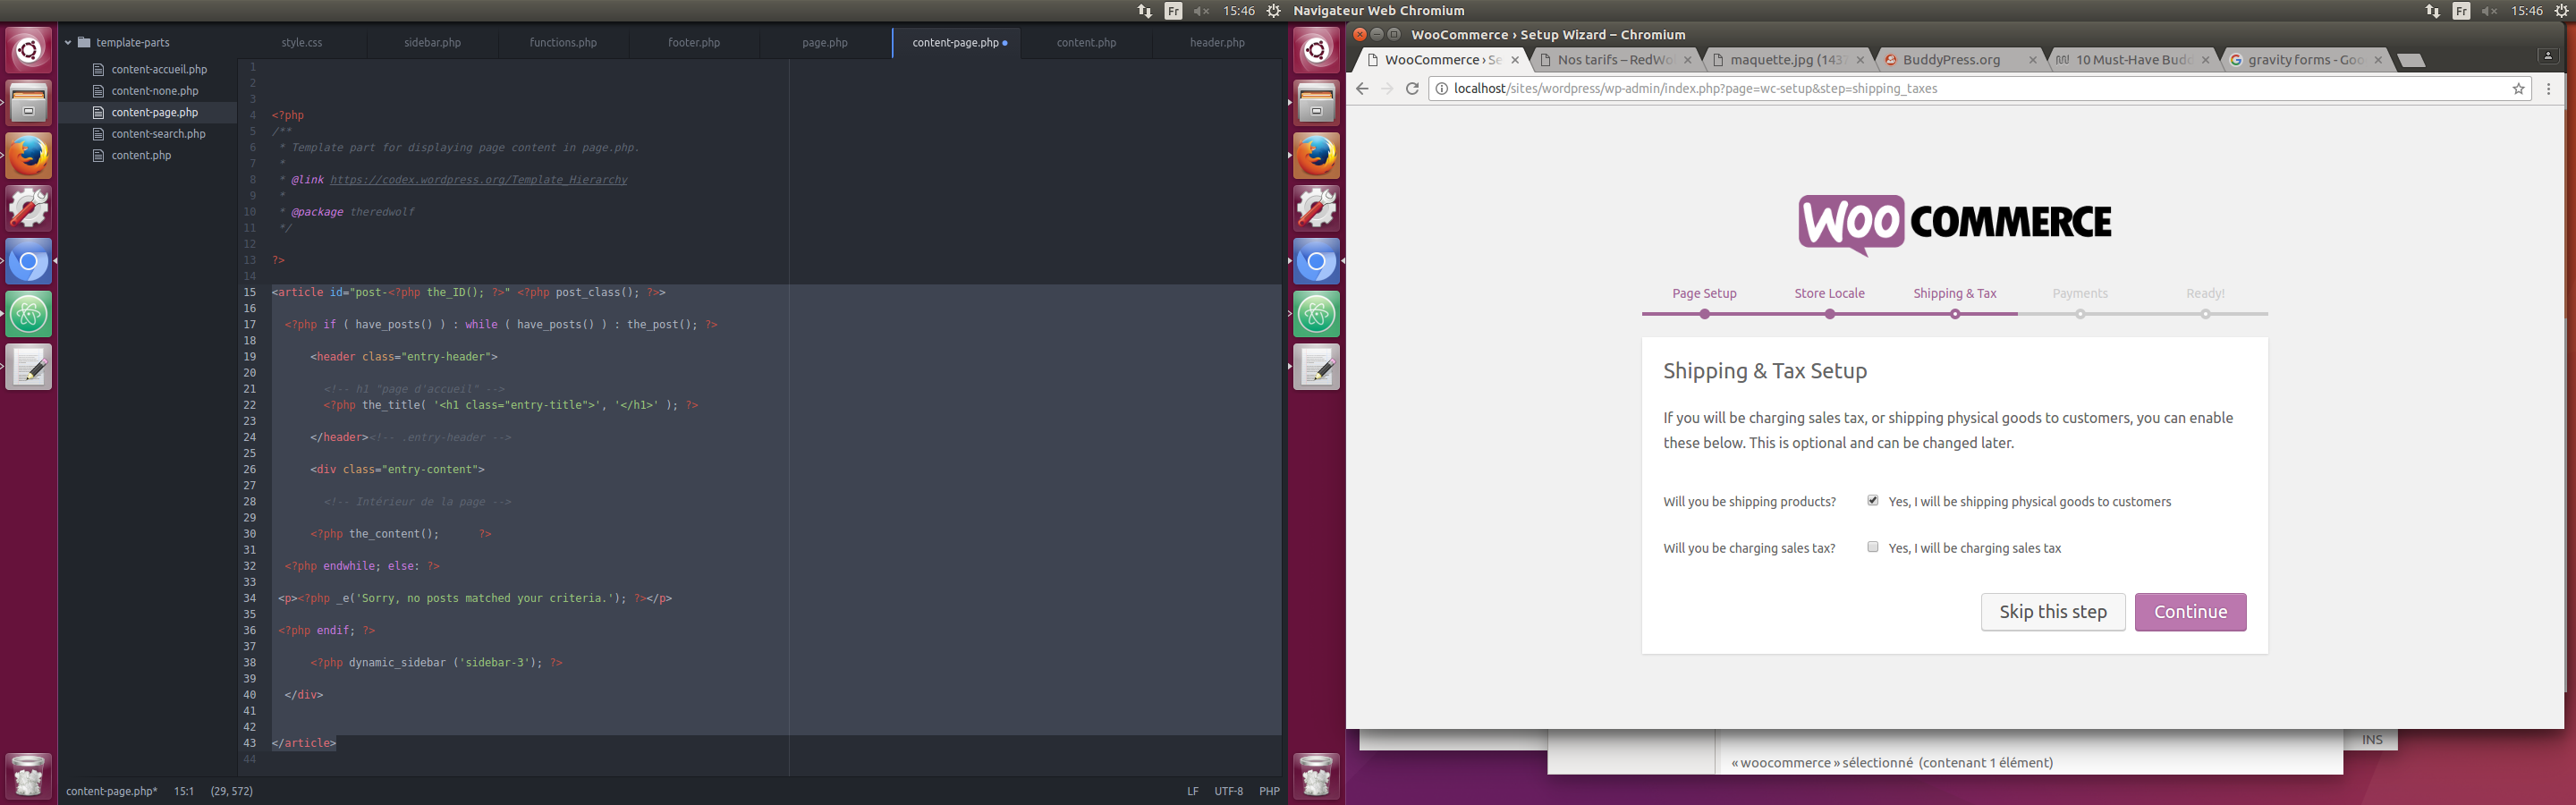 Fr
15:46
Navigateur Web Chromium
Fr
15:46
template-parts
content-accueil.php
content-none.php
content-page.php
content-search.php
content.php
style.css
sidebar.php
functions.php
footer.php
page.php
content-page.php
content.php
header.php
1
2
3
4 <?php
5 /**
6 * Template part for displaying page content in page.php.
7 *
8 * @link https://codex.wordpress.org/Template_Hierarchy
9 *
10 * @package theredwolf
11 */
12
13 ?>
14
15 <article id="post-<?php the_ID(); ?>" <?php post_class(); ?>>
16
17 <?php if ( have_posts() ) : while ( have_posts() ) : the_post(); ?>
18
19 <header class="entry-header">
20
21 <!-- h1 "page d'accueil" -->
22 <?php the_title( '<h1 class="entry-title">', '</h1>' ); ?>
23
24 </header><!-- .entry-header -->
25
26 <div class="entry-content">
27
28 <!-- Intérieur de la page -->
29
30 <?php the_content(); ?>
31
32 <?php endwhile; else: ?>
33
34 <p><?php _e('Sorry, no posts matched your criteria.'); ?></p>
35
36 <?php endif; ?>
37
38 <?php dynamic_sidebar ('sidebar-3'); ?>
39
40 </div>
41
42
43 </article>
44
content-page.php* 15:1 (29, 572)
LF UTF-8 PHP
WooCommerce › Setup Wizard – Chromium
WooCommerce › Se
Nos tarifs – RedWo
maquette.jpg (1437
BuddyPress.org
10 Must-Have Budd
gravity forms - Goo
localhost/sites/wordpress/wp-admin/index.php?page=wc-setup&step=shipping_taxes
WOO COMMERCE
Page Setup
Store Locale
Shipping & Tax
Payments
Ready!
Shipping & Tax Setup
If you will be charging sales tax, or shipping physical goods to customers, you can enable
these below. This is optional and can be changed later.
Will you be shipping products?
Yes, I will be shipping physical goods to customers
Will you be charging sales tax?
Yes, I will be charging sales tax
Skip this step
Continue
INS
« woocommerce » sélectionné (contenant 1 élément)